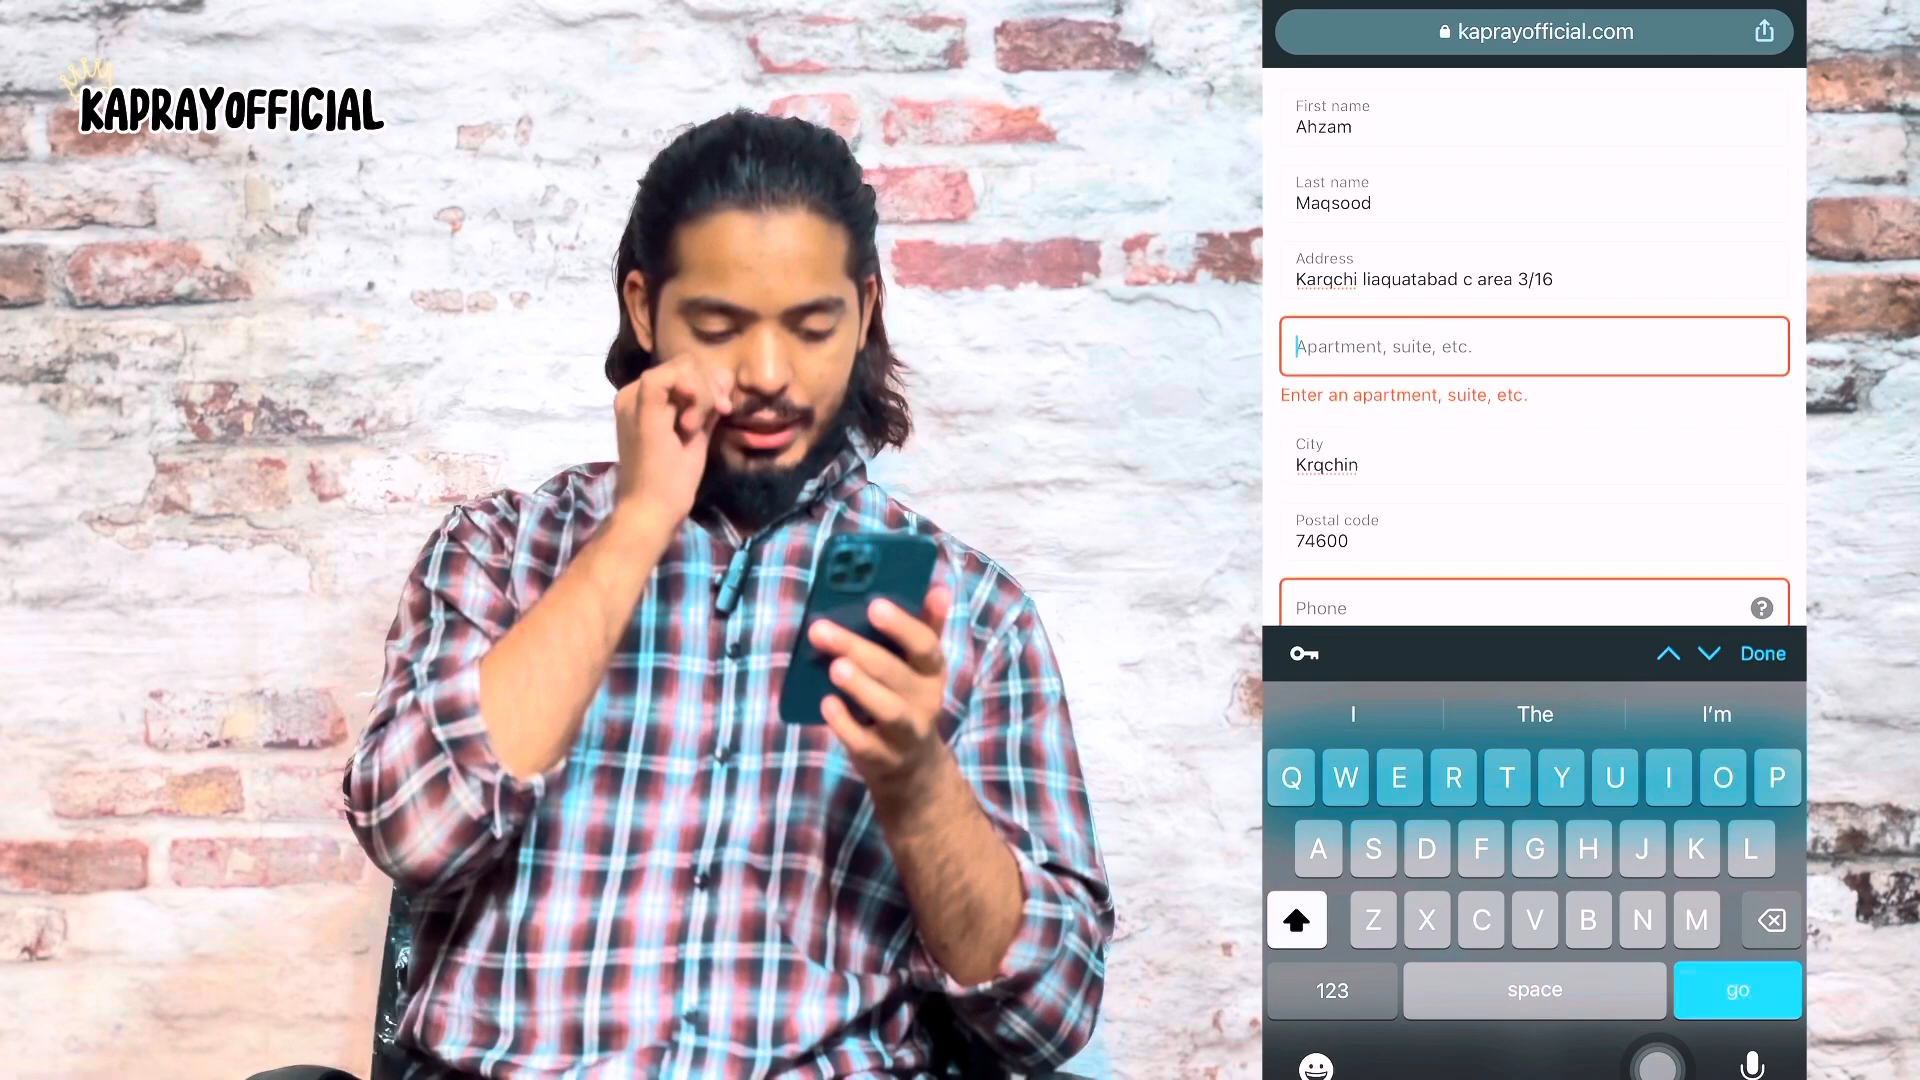 KAPRAYOFFICIAL
kaprayofficial.com
First name
Ahzam
Last name
Maqsood
Address
Karqchi liaquatabad c area 3/16
Apartment, suite, etc.
Enter an apartment, suite, etc.
City
Krqchin
Postal code
74600
Phone
?
Done
I The I'm
Q W E R T Y U I O P
A S D F G H J K L
Z X C V B N M
123 space go